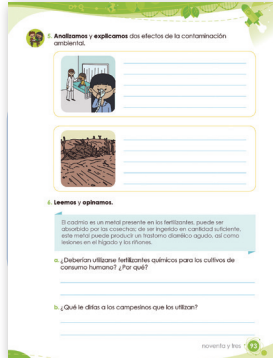 5. Analizamos y explicamos dos efectos de la contaminación
ambiental.
6. Leemos y opinamos.
El cadmio es un metal presente en los fertilizantes, puede ser
absorbido por las cosechas; de ser ingerido en cantidad suficiente,
este metal puede producir un trastorno diarréico agudo, así como
lesiones en el hígado y los riñones.
a. ¿Deberían utilizarse fertilizantes químicos para los cultivos de
consumo humano? ¿Por qué?
b. ¿Qué le dirías a los campesinos que los utilizan?
noventa y tres 93